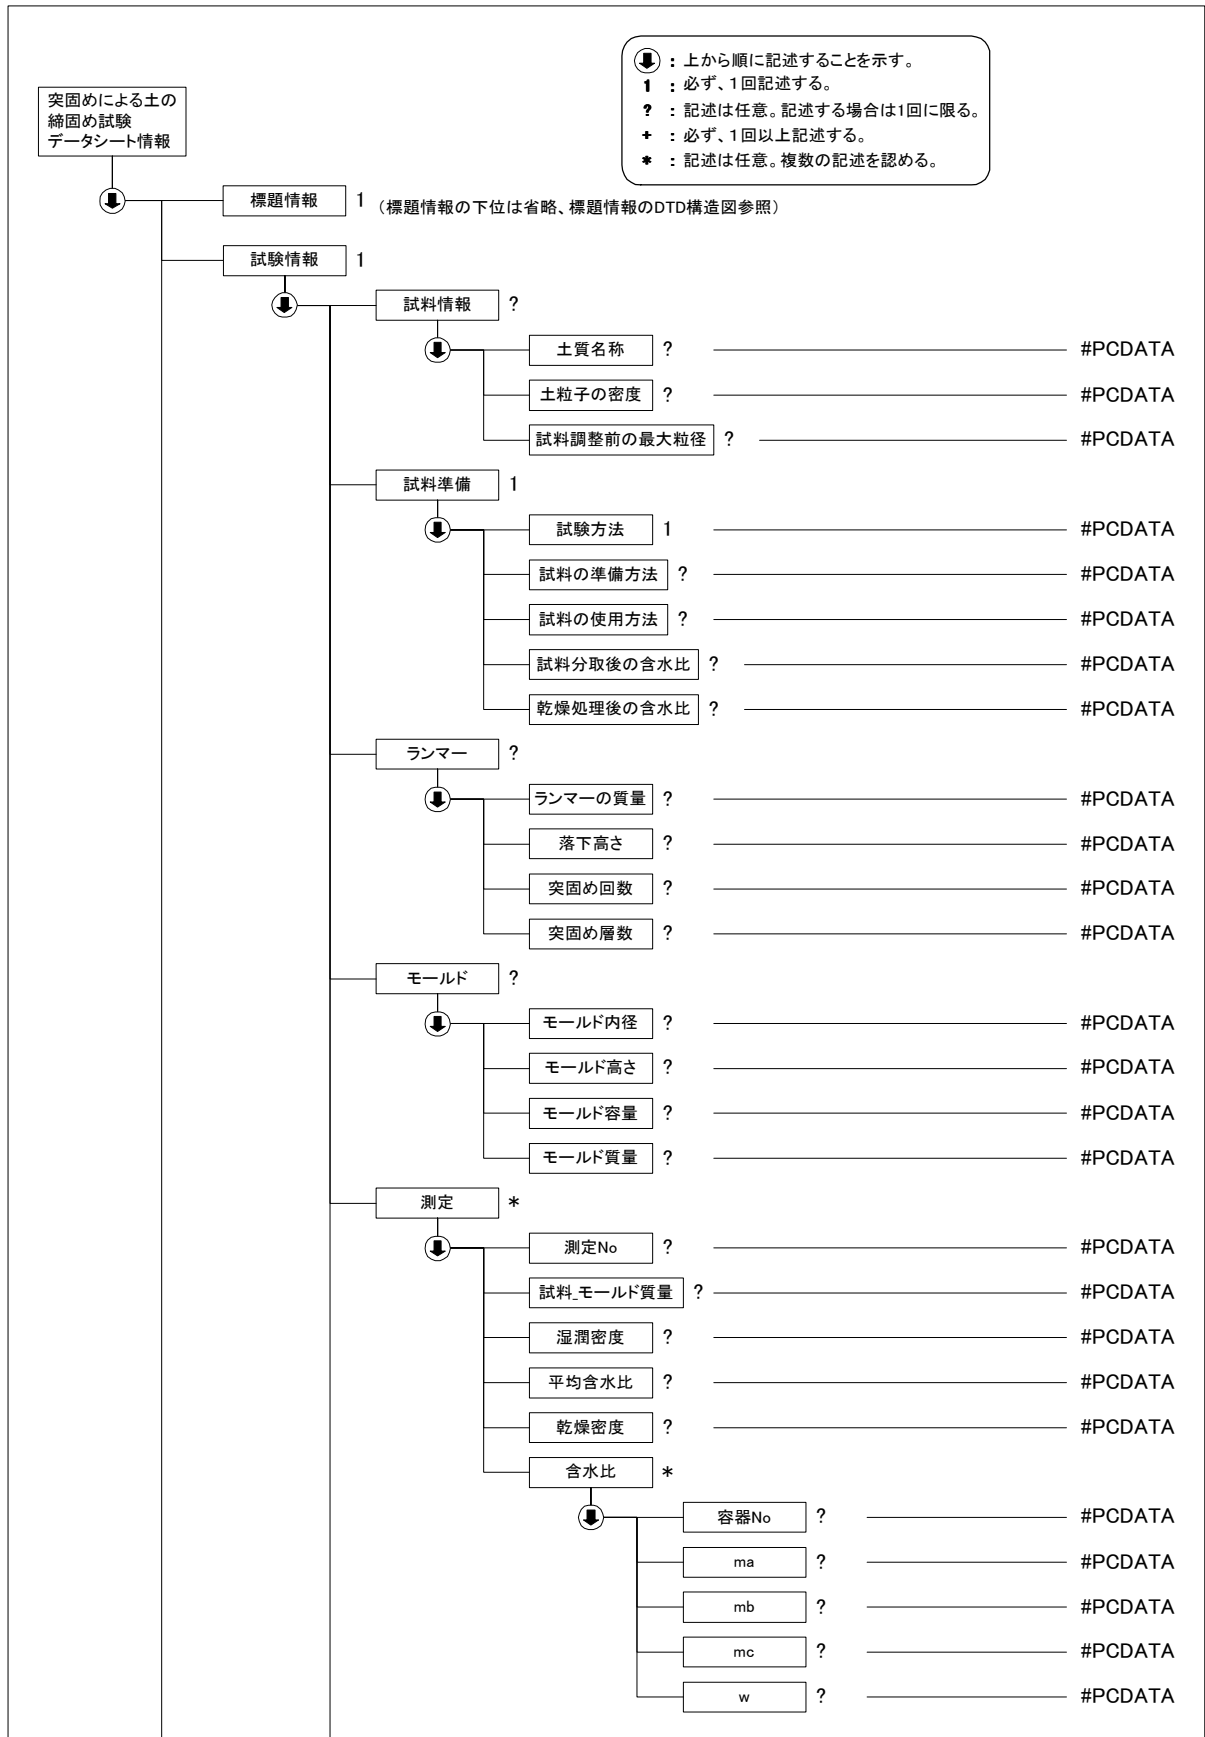 ：上から順に記述することを示す。
1 ：必ず、1回記述する。
? ：記述は任意。記述する場合は1回に限る。
+ ：必ず、1回以上記述する。
* ：記述は任意。複数の記述を認める。
突固めによる土の
締固め試験
データシート情報
標題情報 1 （標題情報の下位は省略、標題情報のDTD構造図参照）
試験情報 1
試料情報 ?
土質名称 ? #PCDATA
土粒子の密度 ? #PCDATA
試料調整前の最大粒径 ? #PCDATA
試料準備 1
試験方法 1 #PCDATA
試料の準備方法 ? #PCDATA
試料の使用方法 ? #PCDATA
試料分取後の含水比 ? #PCDATA
乾燥処理後の含水比 ? #PCDATA
ランマー ?
ランマーの質量 ? #PCDATA
落下高さ ? #PCDATA
突固め回数 ? #PCDATA
突固め層数 ? #PCDATA
モールド ?
モールド内径 ? #PCDATA
モールド高さ ? #PCDATA
モールド容量 ? #PCDATA
モールド質量 ? #PCDATA
測定 *
測定No ? #PCDATA
試料_モールド質量 ? #PCDATA
湿潤密度 ? #PCDATA
平均含水比 ? #PCDATA
乾燥密度 ? #PCDATA
含水比 *
容器No ? #PCDATA
ma ? #PCDATA
mb ? #PCDATA
mc ? #PCDATA
w ? #PCDATA